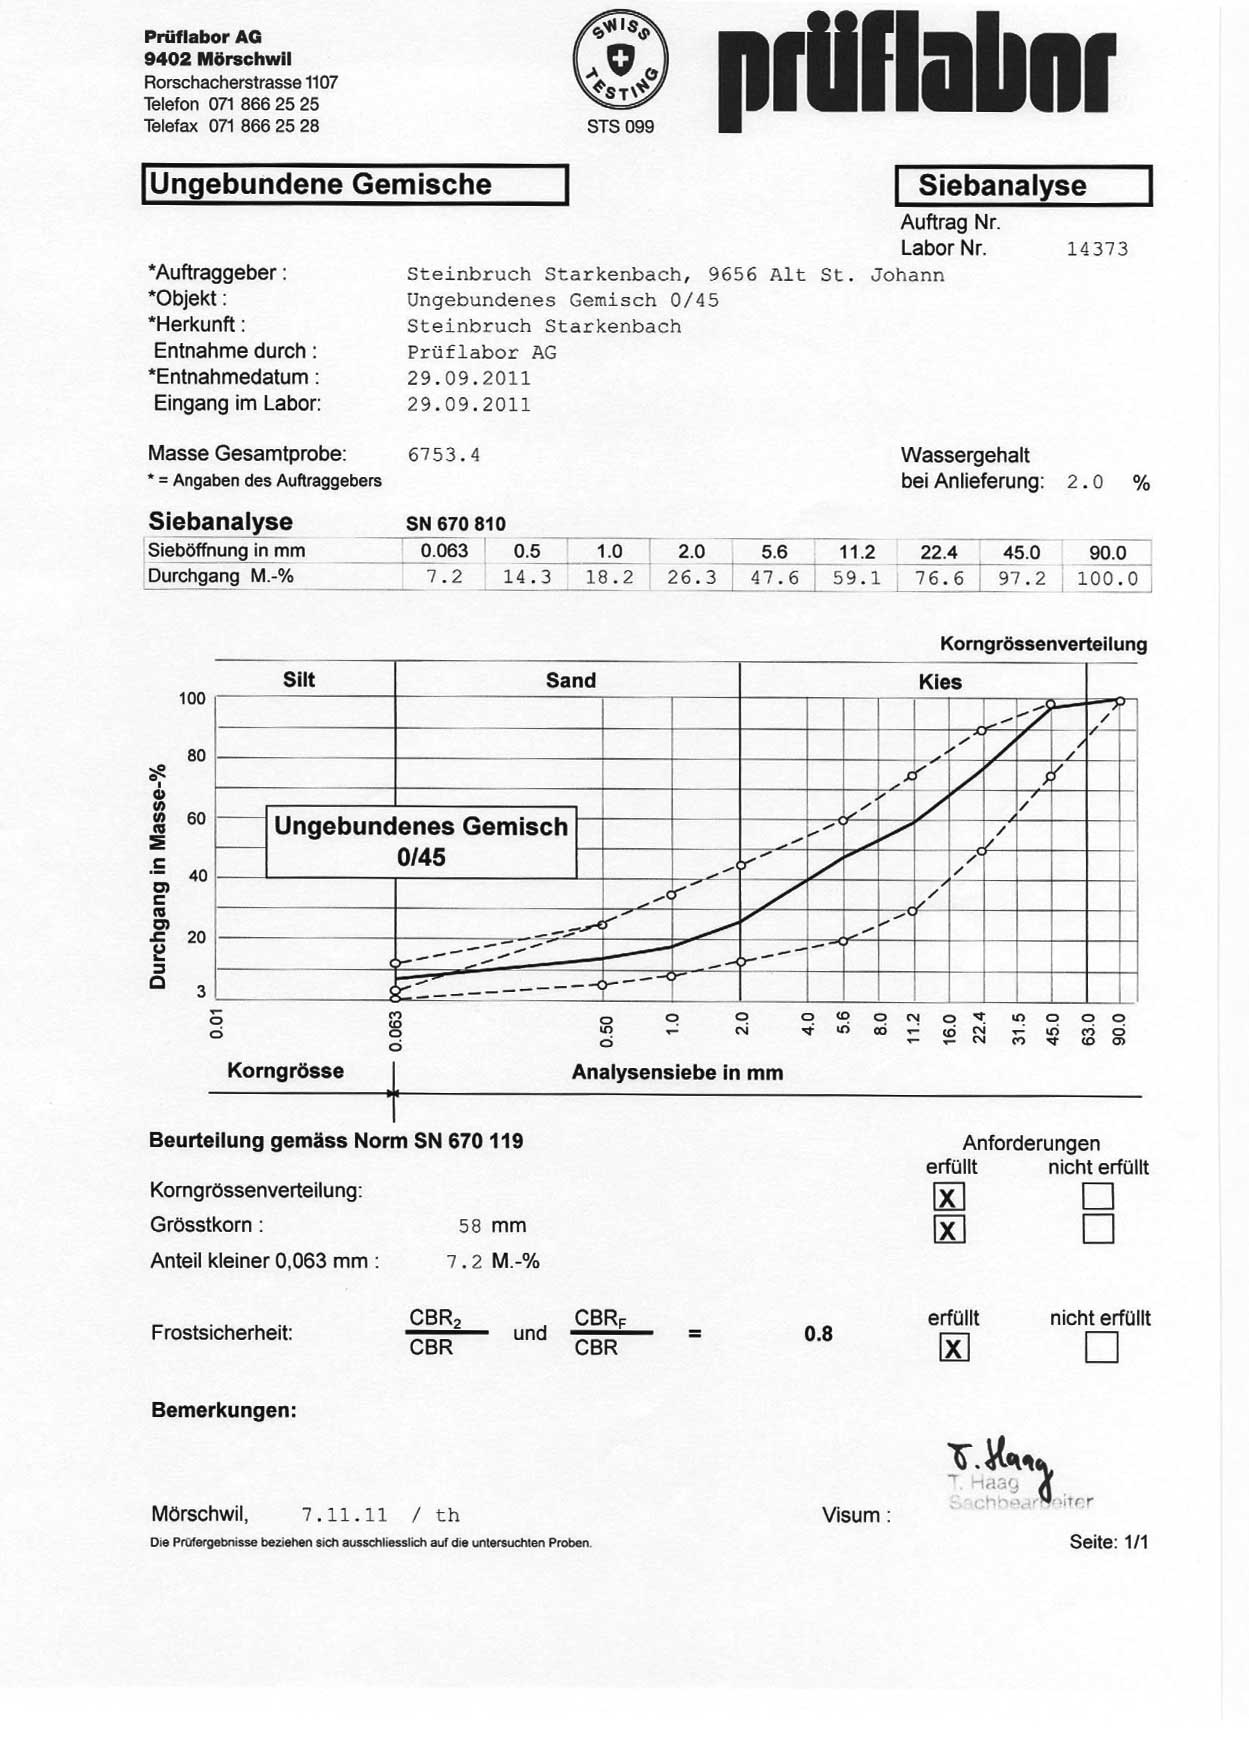 Prüflabor AG
9402 Mörschwil
Rorschacherstrasse 1107
Telefon 071 866 25 25
Telefax 071 866 25 28
SWISS TESTING
STS 099
prüflabor
Ungebundene Gemische
Siebanalyse
Auftrag Nr.
Labor Nr. 14373
*Auftraggeber : Steinbruch Starkenbach, 9656 Alt St. Johann
*Objekt : Ungebundenes Gemisch 0/45
*Herkunft : Steinbruch Starkenbach
Entnahme durch : Prüflabor AG
*Entnahmedatum : 29.09.2011
Eingang im Labor: 29.09.2011
Masse Gesamtprobe: 6753.4
Wassergehalt
* = Angaben des Auftraggebers
bei Anlieferung: 2.0 %
Siebanalyse SN 670 810
Sieböffnung in mm 0.063 0.5 1.0 2.0 5.6 11.2 22.4 45.0 90.0
Durchgang M.-% 7.2 14.3 18.2 26.3 47.6 59.1 76.6 97.2 100.0
Korngrössenverteilung
Silt Sand Kies
100
80
60
40
20
3
Durchgang in Masse-%
Ungebundenes Gemisch
0/45
0.01 0.063 0.50 1.0 2.0 4.0 5.6 8.0 11.2 16.0 22.4 31.5 45.0 63.0 90.0
Korngrösse Analysensiebe in mm
Beurteilung gemäss Norm SN 670 119
Anforderungen
erfüllt nicht erfüllt
Korngrössenverteilung: X
Grösstkorn : 58 mm X
Anteil kleiner 0,063 mm : 7.2 M.-%
erfüllt nicht erfüllt
Frostsicherheit: CBR2 / CBR und CBRF / CBR = 0.8 X
Bemerkungen:
T. Haag
T. Haag
Sachbearbeiter
Mörschwil, 7.11.11 / th
Visum :
Die Prüfergebnisse beziehen sich ausschliesslich auf die untersuchten Proben.
Seite: 1/1